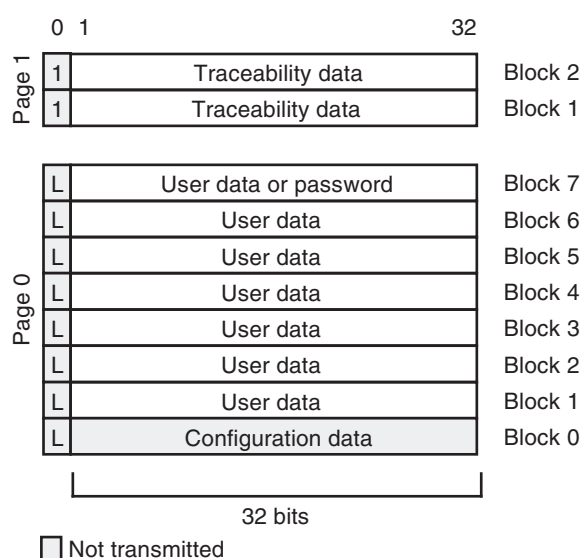 0 1 32
Page 1
1 Traceability data Block 2
1 Traceability data Block 1
Page 0
L User data or password Block 7
L User data Block 6
L User data Block 5
L User data Block 4
L User data Block 3
L User data Block 2
L User data Block 1
L Configuration data Block 0
32 bits
Not transmitted